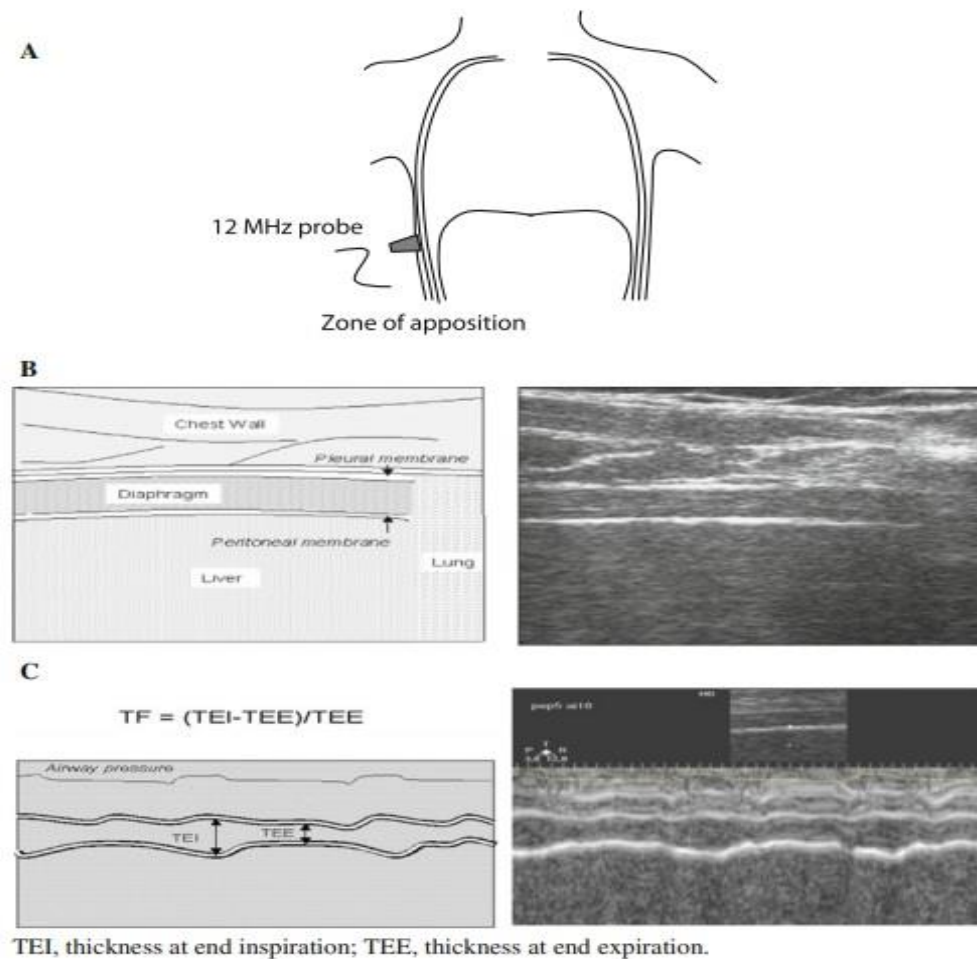 A
12 MHz probe
Zone of apposition
B
Chest Wall
Pleural membrane
Diaphragm
Peritoneal membrane
Lung
Liver
C
TF = (TEI-TEE)/TEE
Airway pressure
TEI
TEE
TEI, thickness at end inspiration; TEE, thickness at end expiration.